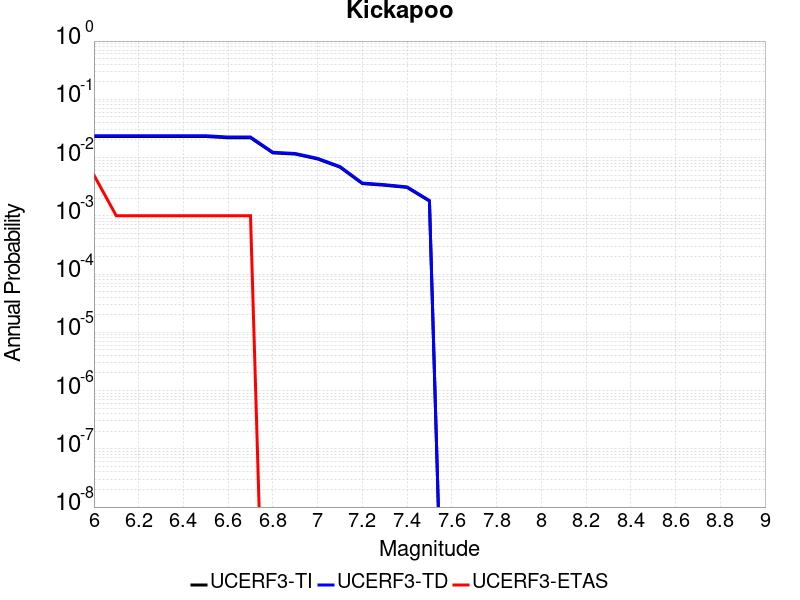 Kickapoo
10^0
10^-1
10^-2
10^-3
10^-4
10^-5
10^-6
10^-7
10^-8
Annual Probability
6 6.2 6.4 6.6 6.8 7 7.2 7.4 7.6 7.8 8 8.2 8.4 8.6 8.8 9
Magnitude
UCERF3-TI UCERF3-TD UCERF3-ETAS